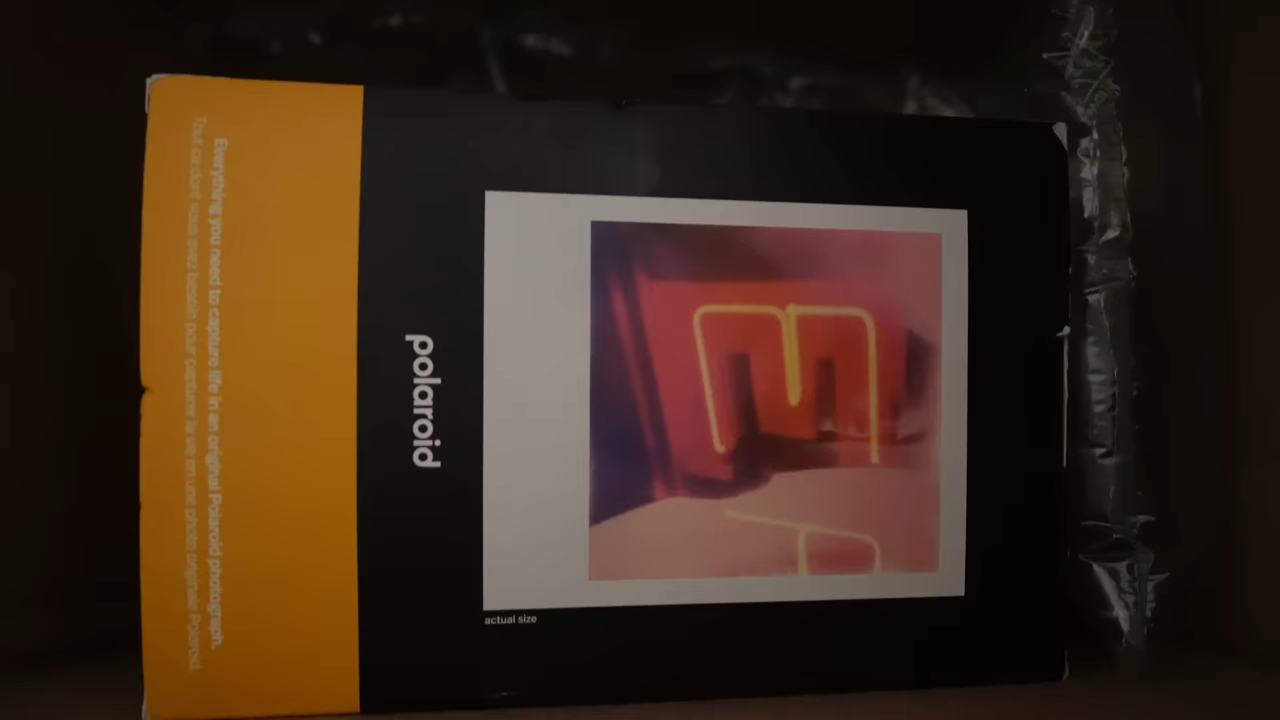 polaroid
actual size
Everything you need to capture life in an original Polaroid photograph.
Tout ce dont vous avez besoin pour capturer la vie en une photo originale Polaroid.